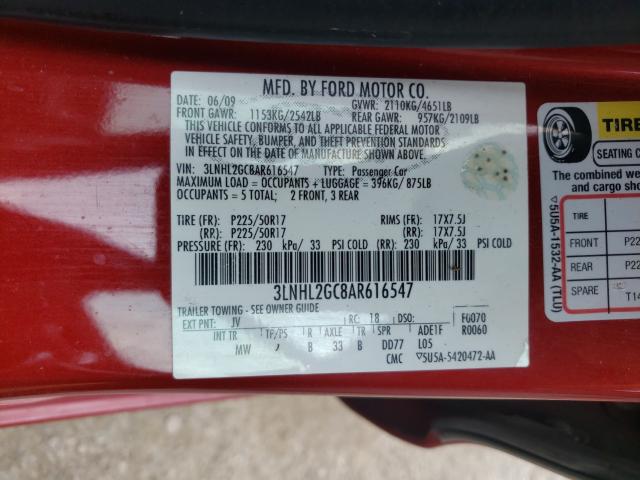 MFD. BY FORD MOTOR CO.
DATE: 06/09 GVWR: 2110KG/4651LB
FRONT GAWR: 1153KG/2542LB REAR GAWR: 957KG/2109LB
THIS VEHICLE CONFORMS TO ALL APPLICABLE FEDERAL MOTOR
VEHICLE SAFETY, BUMPER, AND THEFT PREVENTION
STANDARDS IN EFFECT ON THE DATE OF
MANUFACTURE SHOWN ABOVE.
VIN: 3LNHL2GC8AR616547 TYPE: Passenger Car
MAXIMUM LOAD = OCCUPANTS + LUGGAGE = 396KG/ 875LB
OCCUPANTS = 5 TOTAL; 2 FRONT, 3 REAR
TIRE (FR): P225/50R17 RIMS (FR): 17X7.5J
(RR): P225/50R17 (RR): 17X7.5J
PRESSURE (FR): 230 kPa/ 33 PSI COLD (RR): 230 kPa/ 33 PSI COLD
3LNHL2GC8AR616547
TRAILER TOWING - SEE OWNER GUIDE
EXT PNT: JV RC: 18 DSO: FG070
INT TR TP/PS R AXLE TR SPR ADE1F R0060
MW B 33 B DD77 L05
CMC ▽5U5A-5420472-AA
TIRE
SEATING
The combined
and cargo sho
▽5U5A-1532-AA (TLU)
TIRE
FRONT P22
REAR P22
SPARE T14